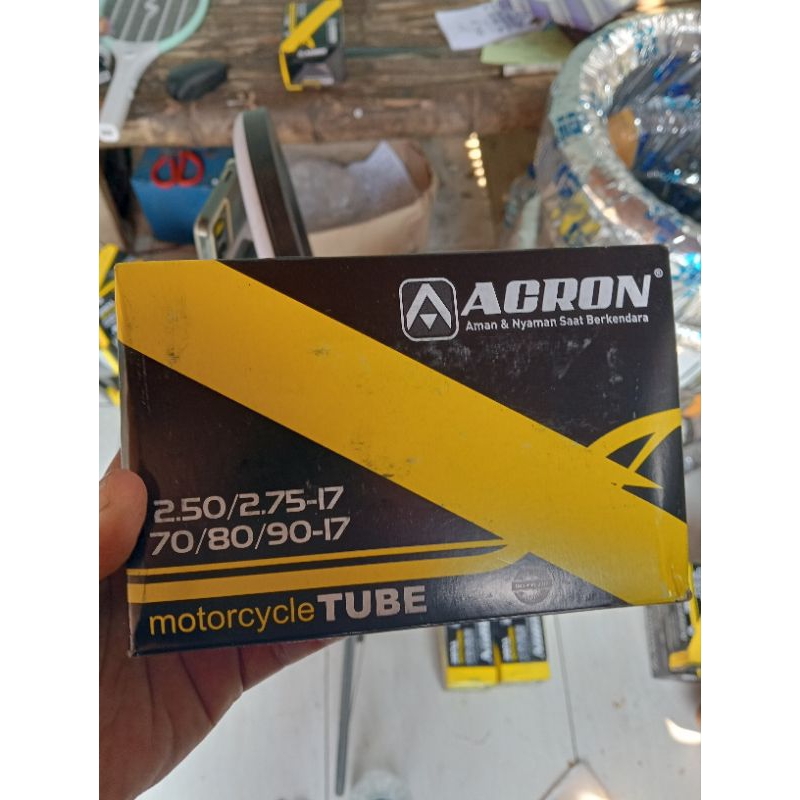 ACRON®
Aman & Nyaman Saat Berkendara
2.50/2.75-17
70/80/90-17
motorcycle TUBE